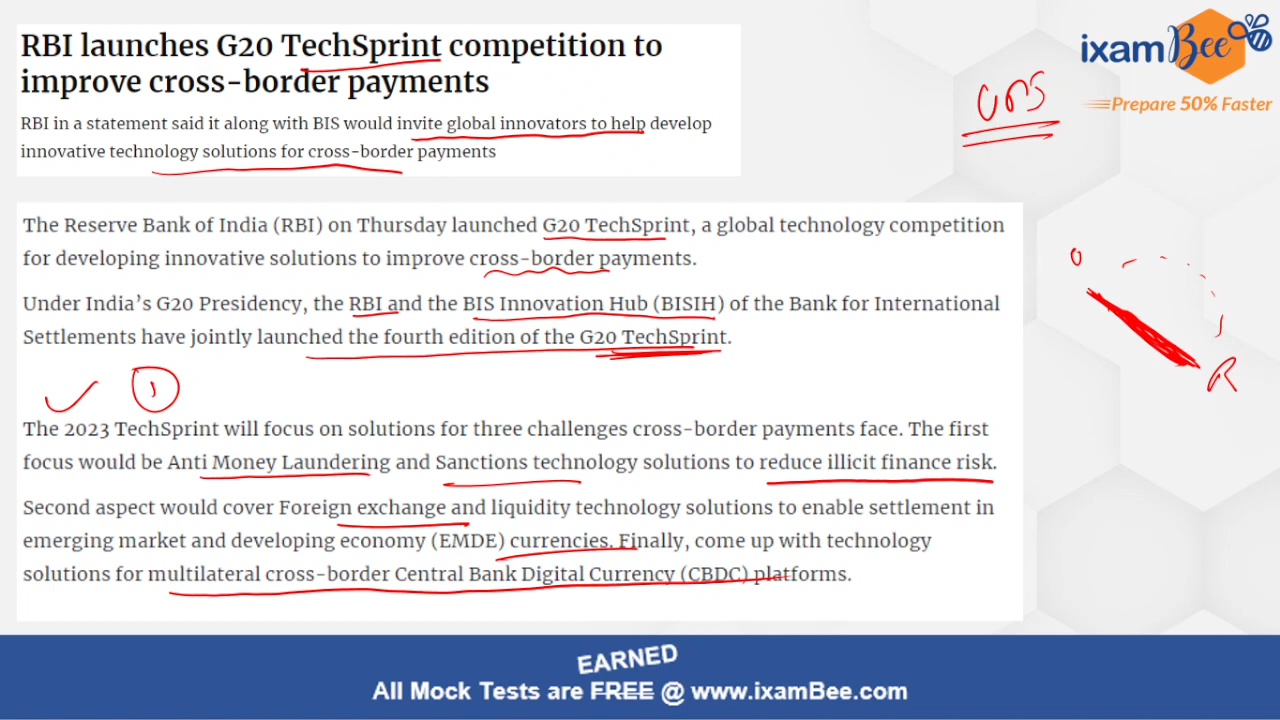 RBI launches G20 TechSprint competition to
improve cross-border payments
RBI in a statement said it along with BIS would invite global innovators to help develop
innovative technology solutions for cross-border payments
ixamBee
Prepare 50% Faster
The Reserve Bank of India (RBI) on Thursday launched G20 TechSprint, a global technology competition
for developing innovative solutions to improve cross-border payments.
Under India's G20 Presidency, the RBI and the BIS Innovation Hub (BISIH) of the Bank for International
Settlements have jointly launched the fourth edition of the G20 TechSprint.
1
The 2023 TechSprint will focus on solutions for three challenges cross-border payments face. The first
focus would be Anti Money Laundering and Sanctions technology solutions to reduce illicit finance risk.
Second aspect would cover Foreign exchange and liquidity technology solutions to enable settlement in
emerging market and developing economy (EMDE) currencies. Finally, come up with technology
solutions for multilateral cross-border Central Bank Digital Currency (CBDC) platforms.
O
R
EARNED
All Mock Tests are FREE @ www.ixamBee.com